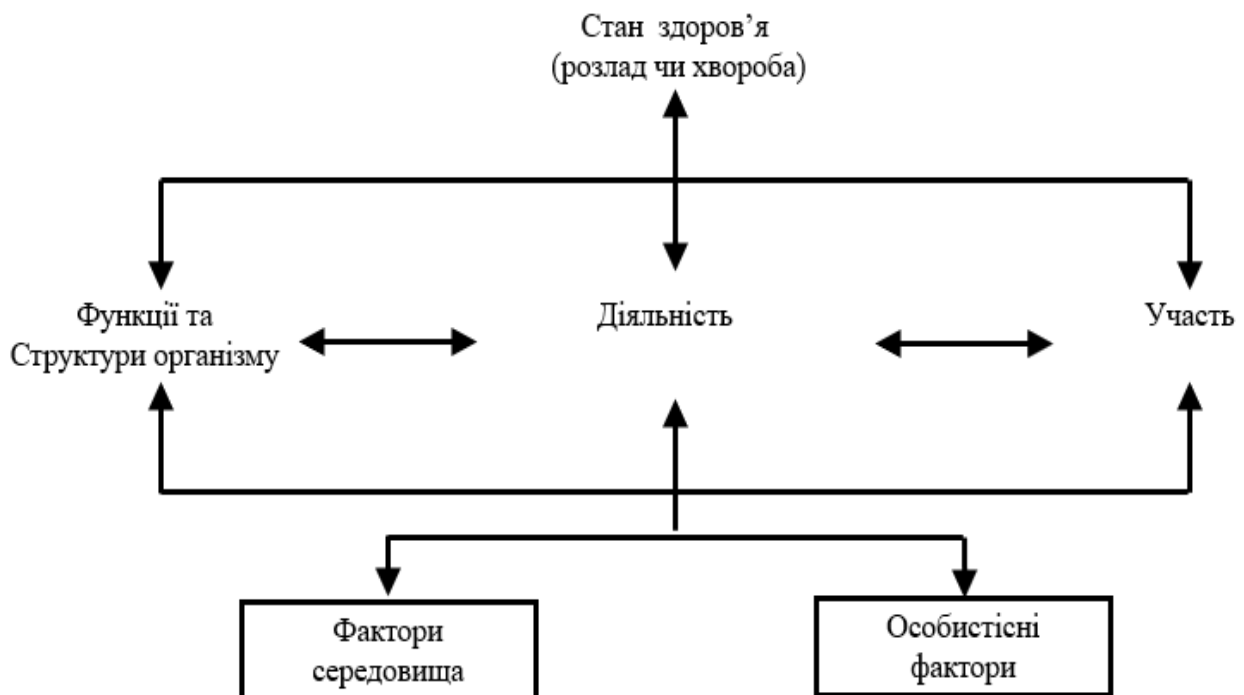 Стан здоров’я
(розлад чи хвороба)
Функції та
Структури організму
Діяльність
Участь
Фактори
середовища
Особистісні
фактори